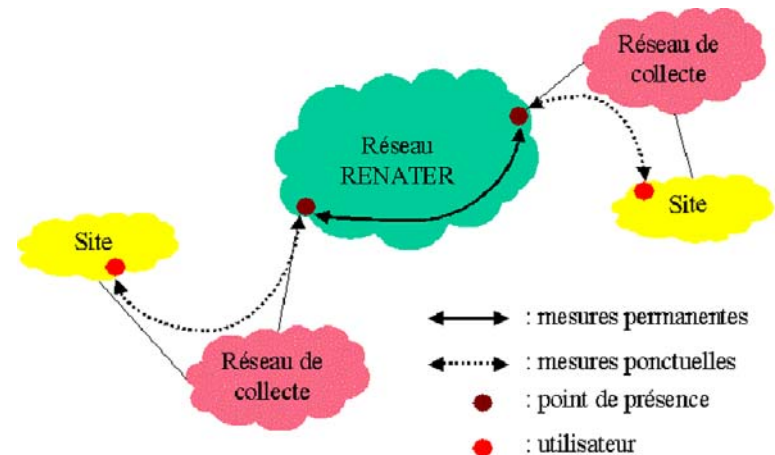 Réseau de
collecte
Réseau
RENATER
Site
Site
Réseau de
collecte
: mesures permanentes
: mesures ponctuelles
: point de présence
: utilisateur